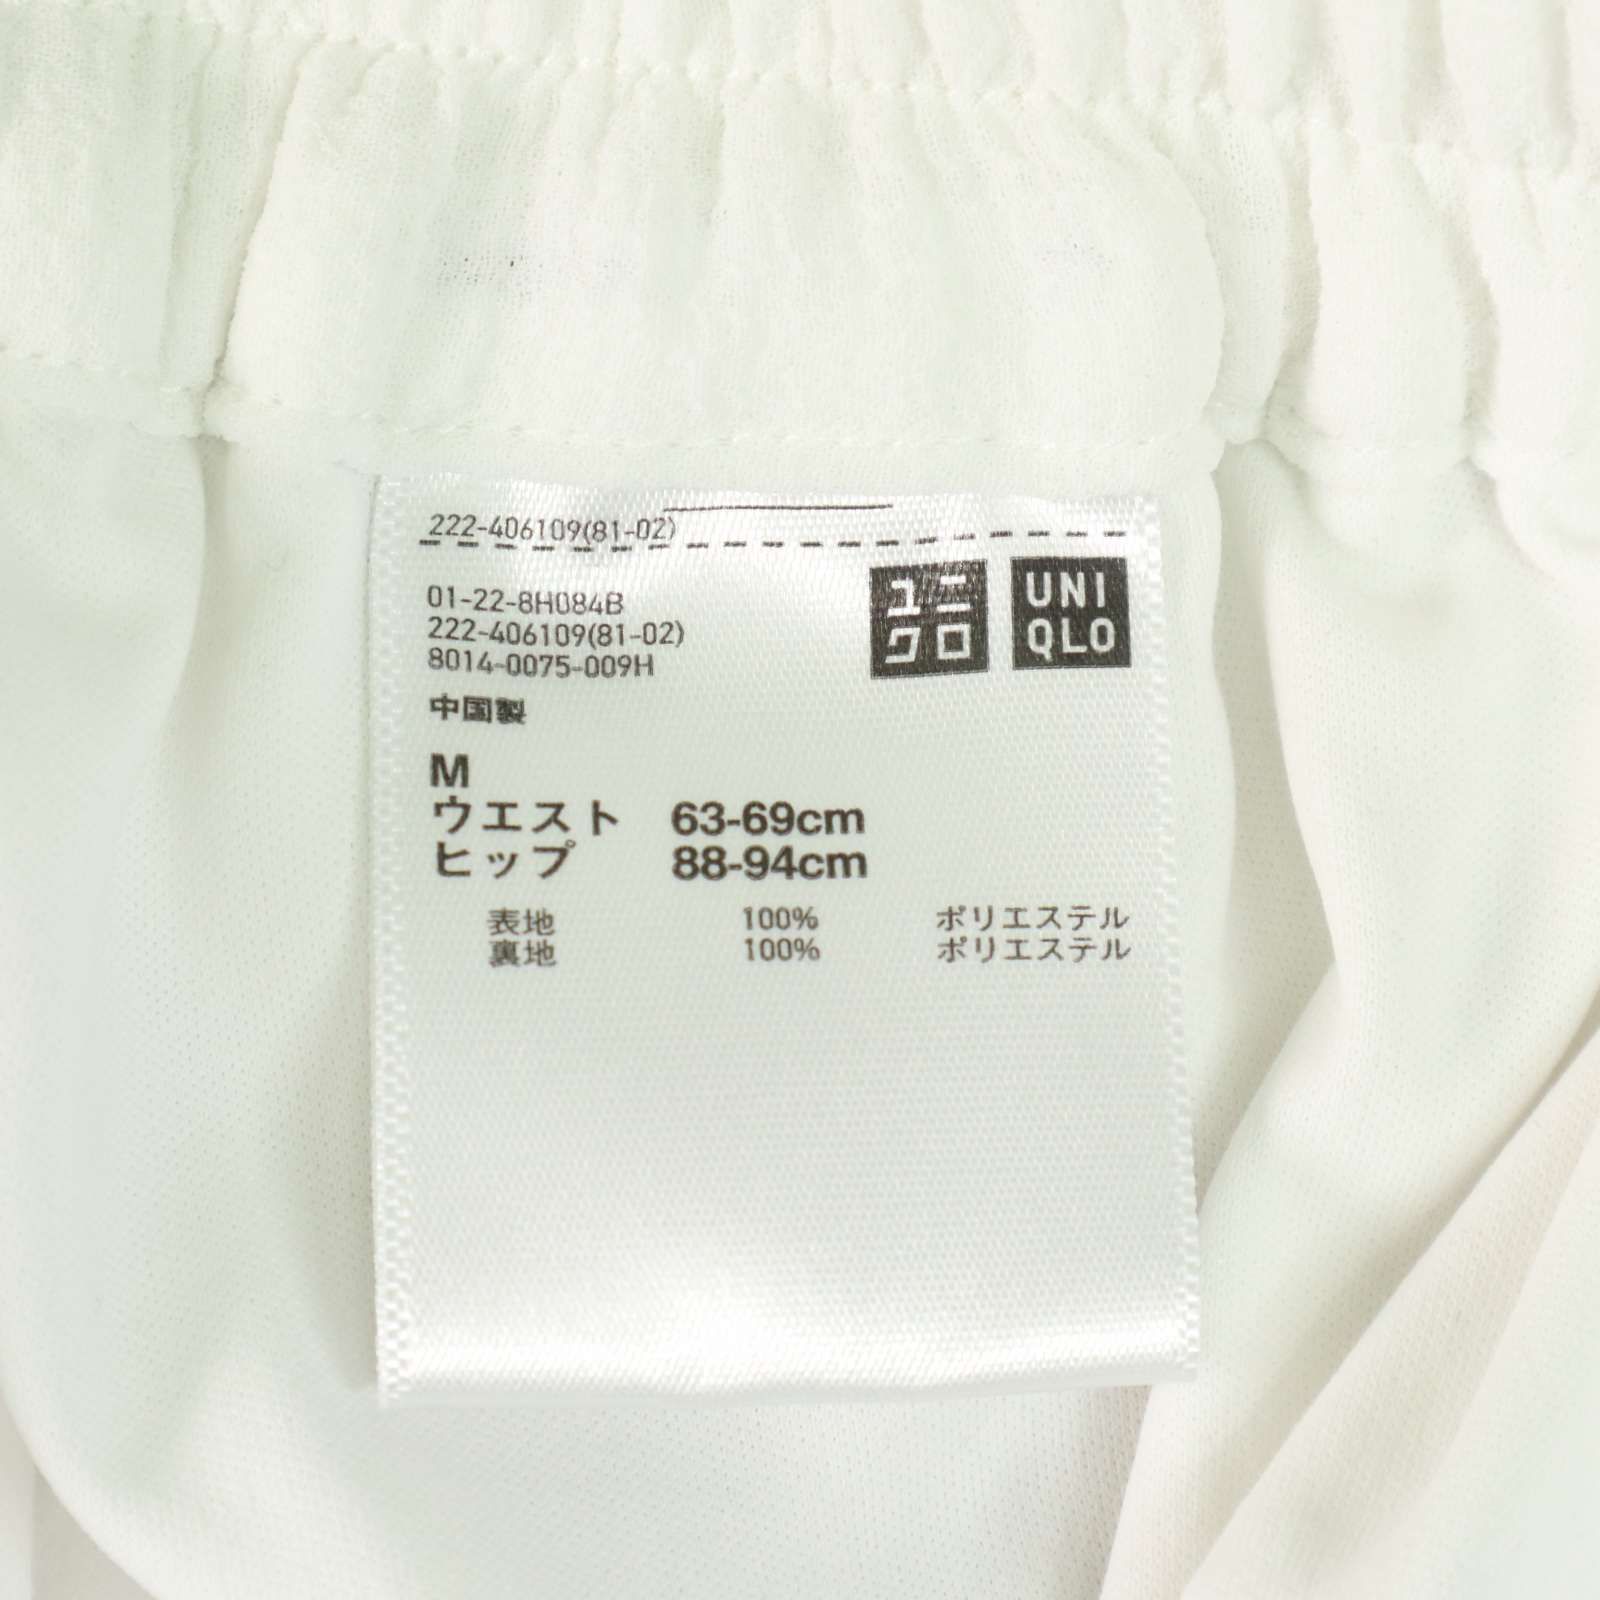 222-406109(81-02)
ユニ
クロ
UNI
QLO
01-22-8H084B
222-406109(81-02)
8014-0075-009H
中国製
M
ウエスト 63-69cm
ヒップ 88-94cm
表地 100% ポリエステル
裏地 100% ポリエステル